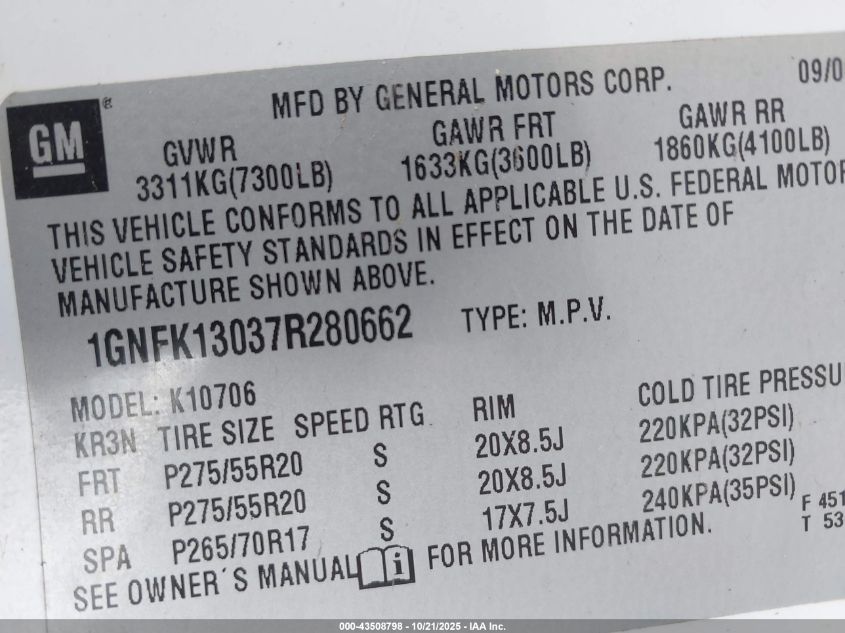 GM ® MFD BY GENERAL MOTORS CORP. 09/0
GVWR GAWR FRT GAWR RR
3311KG(7300LB) 1633KG(3600LB) 1860KG(4100LB)
THIS VEHICLE CONFORMS TO ALL APPLICABLE U.S. FEDERAL MOTOR
VEHICLE SAFETY STANDARDS IN EFFECT ON THE DATE OF
MANUFACTURE SHOWN ABOVE.
1GNFK13037R280662 TYPE: M.P.V.
MODEL: K10706
KR3N TIRE SIZE SPEED RTG RIM COLD TIRE PRESSU
FRT P275/55R20 S 20X8.5J 220KPA(32PSI)
RR P275/55R20 S 20X8.5J 220KPA(32PSI)
SPA P265/70R17 S 17X7.5J 240KPA(35PSI)
SEE OWNER´S MANUAL i FOR MORE INFORMATION.
F 451
T 53
000-43508798 - 10/21/2025 - IAA Inc.